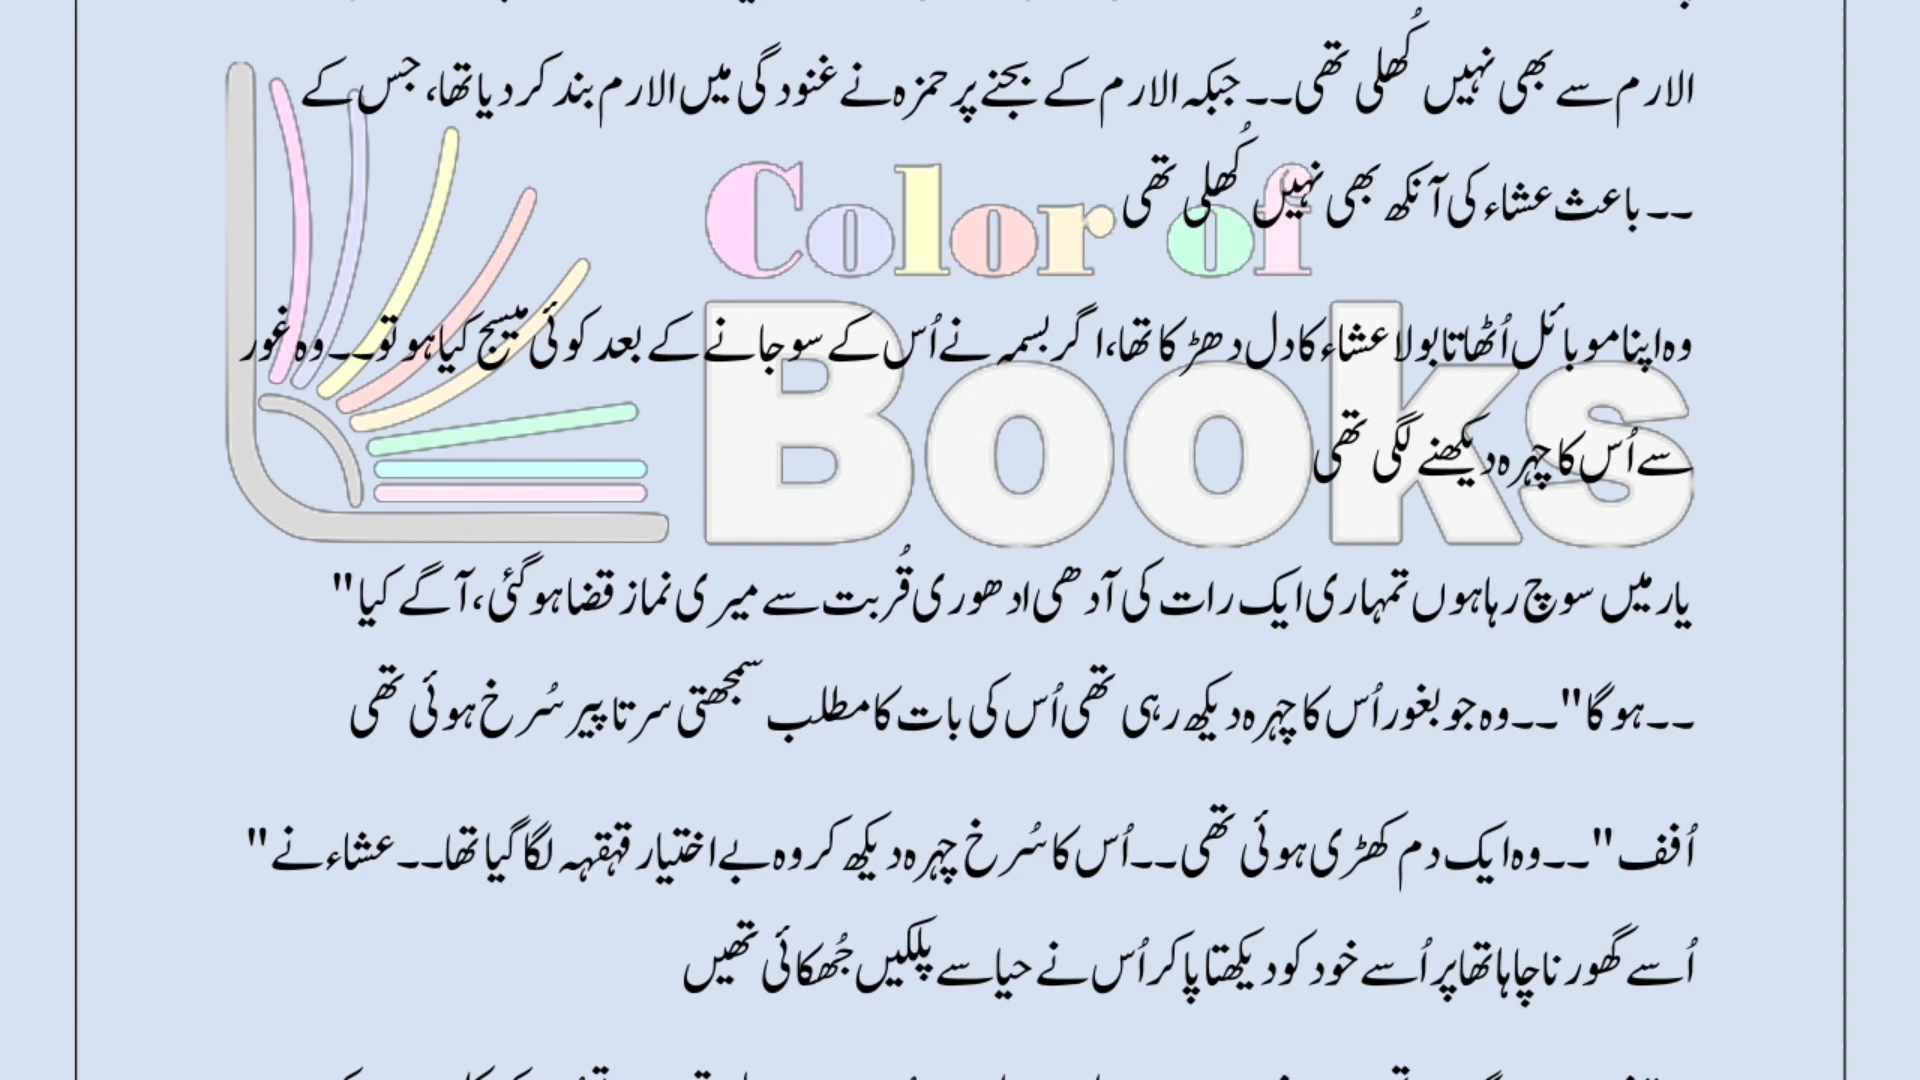 الارم سے بھی نہیں کُھلی تھی۔۔ جبکہ الارم کے بجنے پر حمزہ نے غنودگی میں الارم بند کر دیا تھا، جس کے
۔۔ باعث عشاء کی آنکھ بھی نہیں کُھلی تھی
Color of
Books
وہ اپنا موبائل اُٹھاتا بولا عشاء کا دل دھڑکا تھا، اگر بسمہ نے اُس کے سو جانے کے بعد کوئی میسج کیا ہو تو۔۔ وہ غور
سے اُس کا چہرہ دیکھنے لگی تھی
یار میں سوچ رہا ہوں تمہاری ایک رات کی آدھی ادھوری قُربت سے میری نماز قضا ہو گئی، آگے کیا"
۔۔ ہو گا"۔۔ وہ جو بغور اُس کا چہرہ دیکھ رہی تھی اُس کی بات کا مطلب سمجھتی سر تا پیر سُرخ ہوئی تھی
اُفف"۔۔ وہ ایک دم کھڑی ہوئی تھی۔۔ اُس کا سُرخ چہرہ دیکھ کر وہ بے اختیار قہقہہ لگا گیا تھا۔۔ عشاء نے"
اُسے گھورنا چاہا تھا پر اُسے خود کو دیکھتا پا کر اُس نے حیا سے پلکیں جُھکائی تھیں